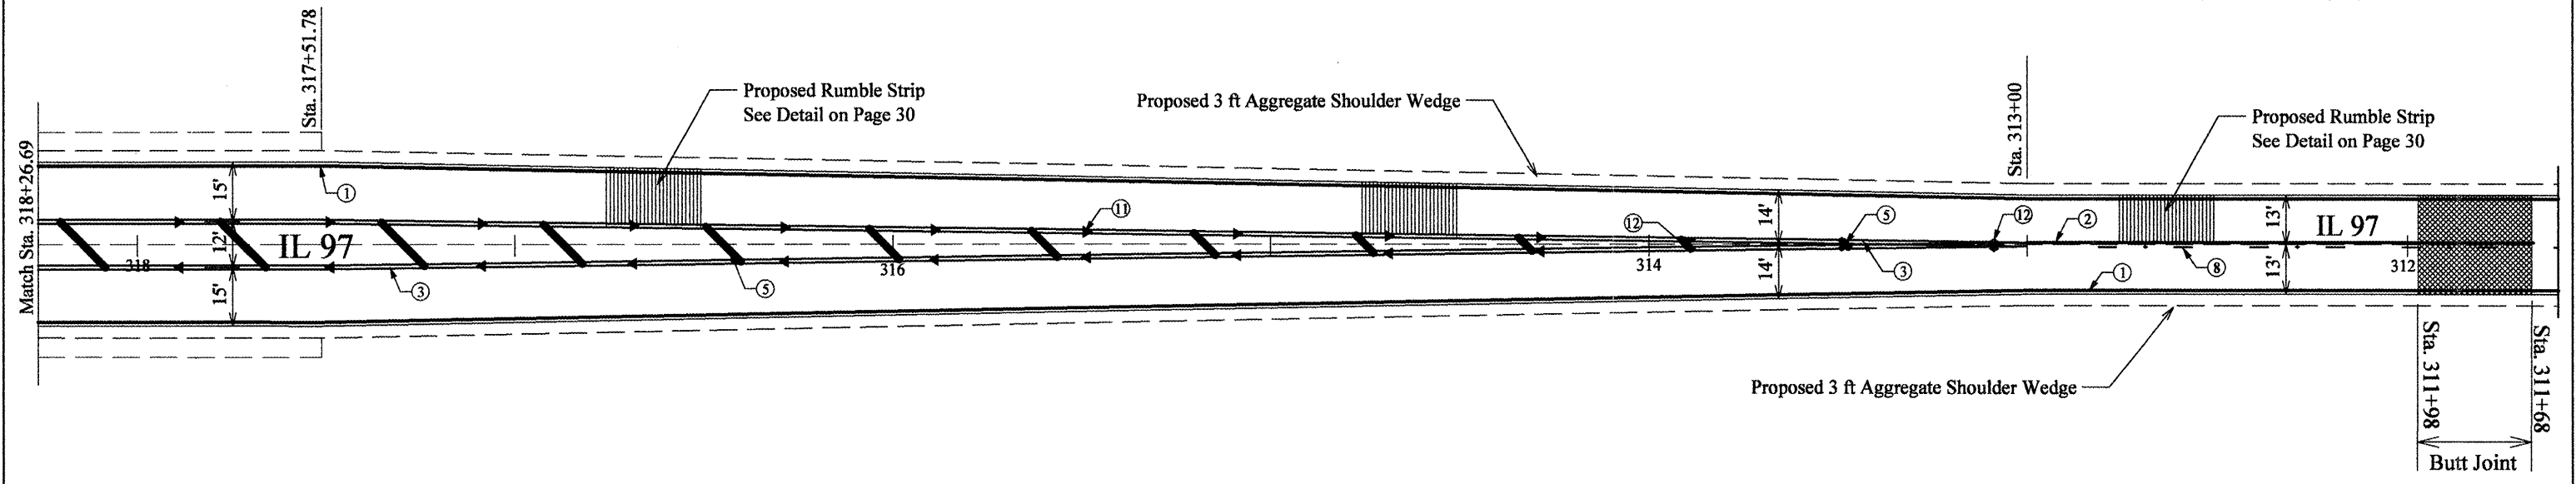 Match Sta. 318+26.69
Sta. 317+51.78
Proposed Rumble Strip
See Detail on Page 30
Proposed 3 ft Aggregate Shoulder Wedge
Sta. 313+00
Proposed Rumble Strip
See Detail on Page 30
15'
12'
15'
1
IL 97
318
3
5
316
11
12
314
14'
14'
5
3
12
2
8
1
13'
13'
IL 97
312
Proposed 3 ft Aggregate Shoulder Wedge
Sta. 311+98
Sta. 311+68
Butt Joint